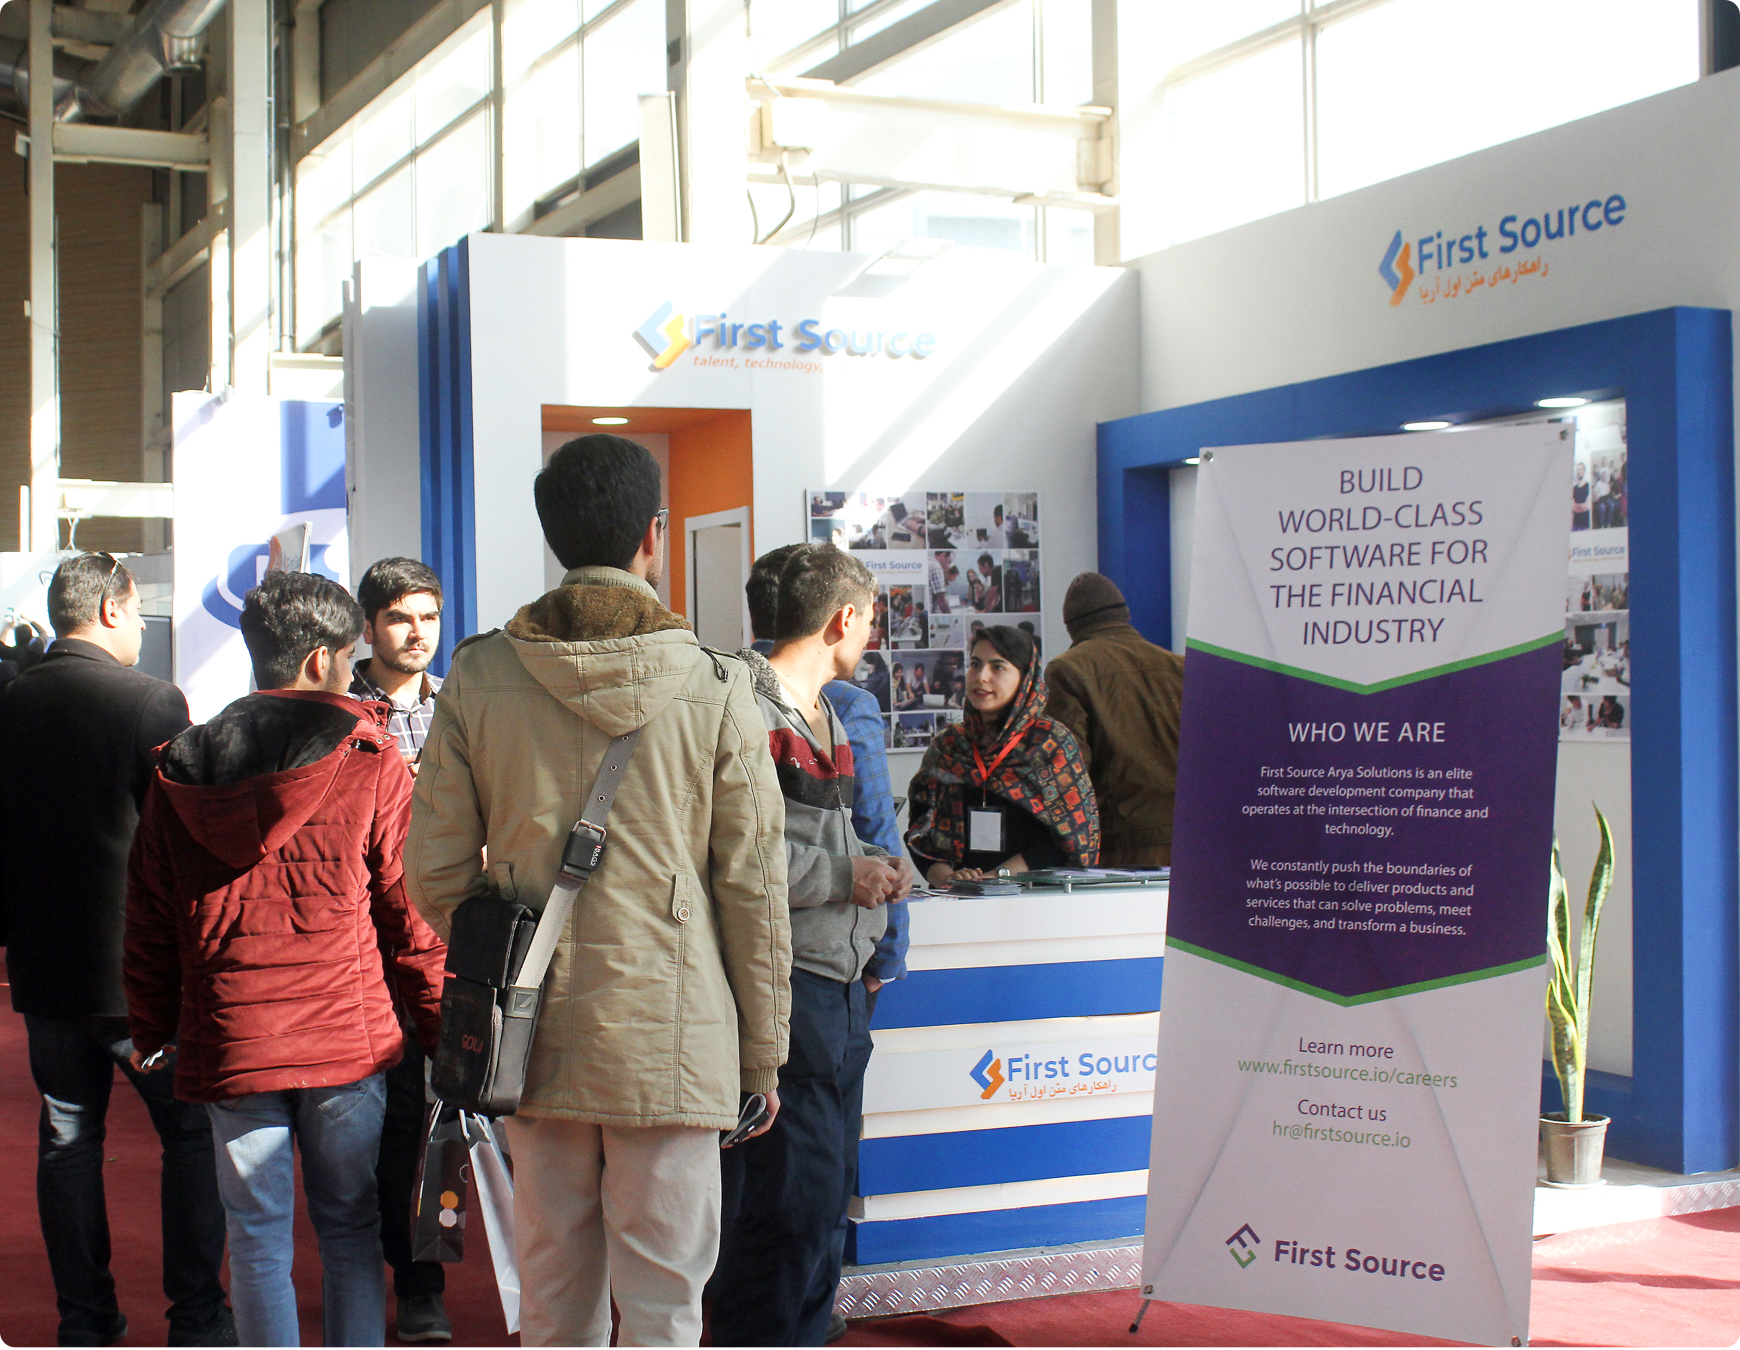 First Source
راهکارهای متن اول آریا
First Source
talent, technology,
BUILD
WORLD-CLASS
SOFTWARE FOR
THE FINANCIAL
INDUSTRY
WHO WE ARE
First Source Arya Solutions is an elite
software development company that
operates at the intersection of finance and
technology.
We constantly push the boundaries of
what's possible to deliver products and
services that can solve problems, meet
challenges, and transform a business.
Learn more
www.firstsource.io/careers
Contact us
hr@firstsource.io
First Source
First Source
First Source
First Sourc
راهکارهای متن اول آریا